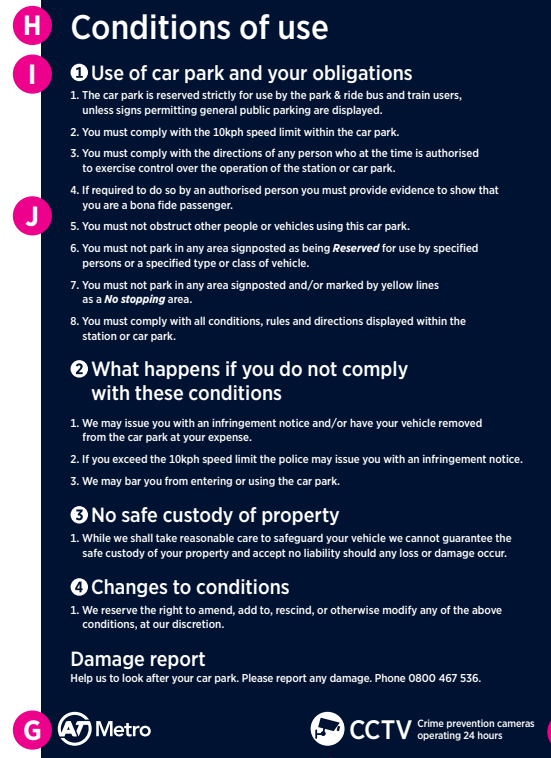 H
Conditions of use
I
1 Use of car park and your obligations
1. The car park is reserved strictly for use by the park & ride bus and train users,
unless signs permitting general public parking are displayed.
2. You must comply with the 10kph speed limit within the car park.
3. You must comply with the directions of any person who at the time is authorised
to exercise control over the operation of the station or car park.
4. If required to do so by an authorised person you must provide evidence to show that
you are a bona fide passenger.
J
5. You must not obstruct other people or vehicles using this car park.
6. You must not park in any area signposted as being Reserved for use by specified
persons or a specified type or class of vehicle.
7. You must not park in any area signposted and/or marked by yellow lines
as a No stopping area.
8. You must comply with all conditions, rules and directions displayed within the
station or car park.
2 What happens if you do not comply
with these conditions
1. We may issue you with an infringement notice and/or have your vehicle removed
from the car park at your expense.
2. If you exceed the 10kph speed limit the police may issue you with an infringement notice.
3. We may bar you from entering or using the car park.
3 No safe custody of property
1. While we shall take reasonable care to safeguard your vehicle we cannot guarantee the
safe custody of your property and accept no liability should any loss or damage occur.
4 Changes to conditions
1. We reserve the right to amend, add to, rescind, or otherwise modify any of the above
conditions, at our discretion.
Damage report
Help us to look after your car park. Please report any damage. Phone 0800 467 536.
G
AT Metro
CCTV
Crime prevention cameras
operating 24 hours